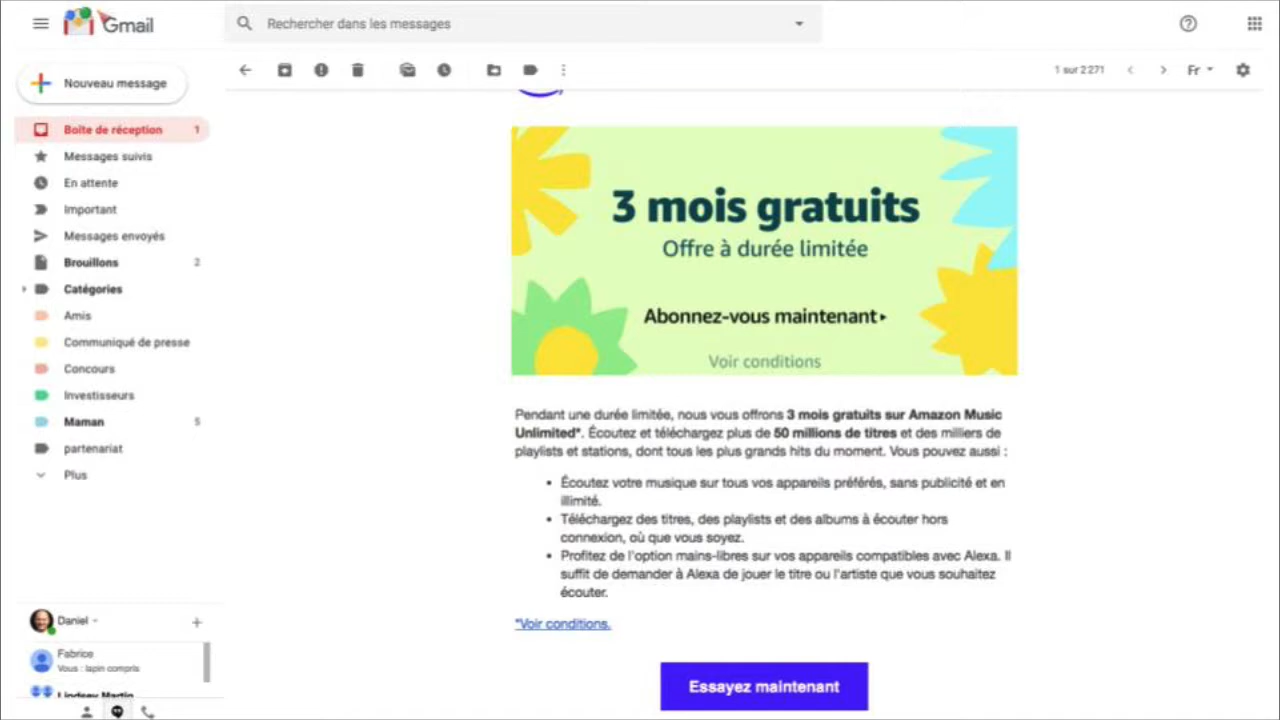 Gmail
Rechercher dans les messages
Nouveau message
1 sur 2 271
Fr
Boîte de réception 1
Messages suivis
En attente
Important
Messages envoyés
Brouillons 2
Catégories
Amis
Communiqué de presse
Concours
Investisseurs
Maman 5
partenariat
Plus
Daniel
Fabrice
Vous : lapin compris
Lindsey Martin
3 mois gratuits
Offre à durée limitée
Abonnez-vous maintenant
Voir conditions
Pendant une durée limitée, nous vous offrons 3 mois gratuits sur Amazon Music
Unlimited*. Écoutez et téléchargez plus de 50 millions de titres et des milliers de
playlists et stations, dont tous les plus grands hits du moment. Vous pouvez aussi :
• Écoutez votre musique sur tous vos appareils préférés, sans publicité et en
illimité.
• Téléchargez des titres, des playlists et des albums à écouter hors
connexion, où que vous soyez.
• Profitez de l'option mains-libres sur vos appareils compatibles avec Alexa. Il
suffit de demander à Alexa de jouer le titre ou l'artiste que vous souhaitez
écouter.
*Voir conditions.
Essayez maintenant